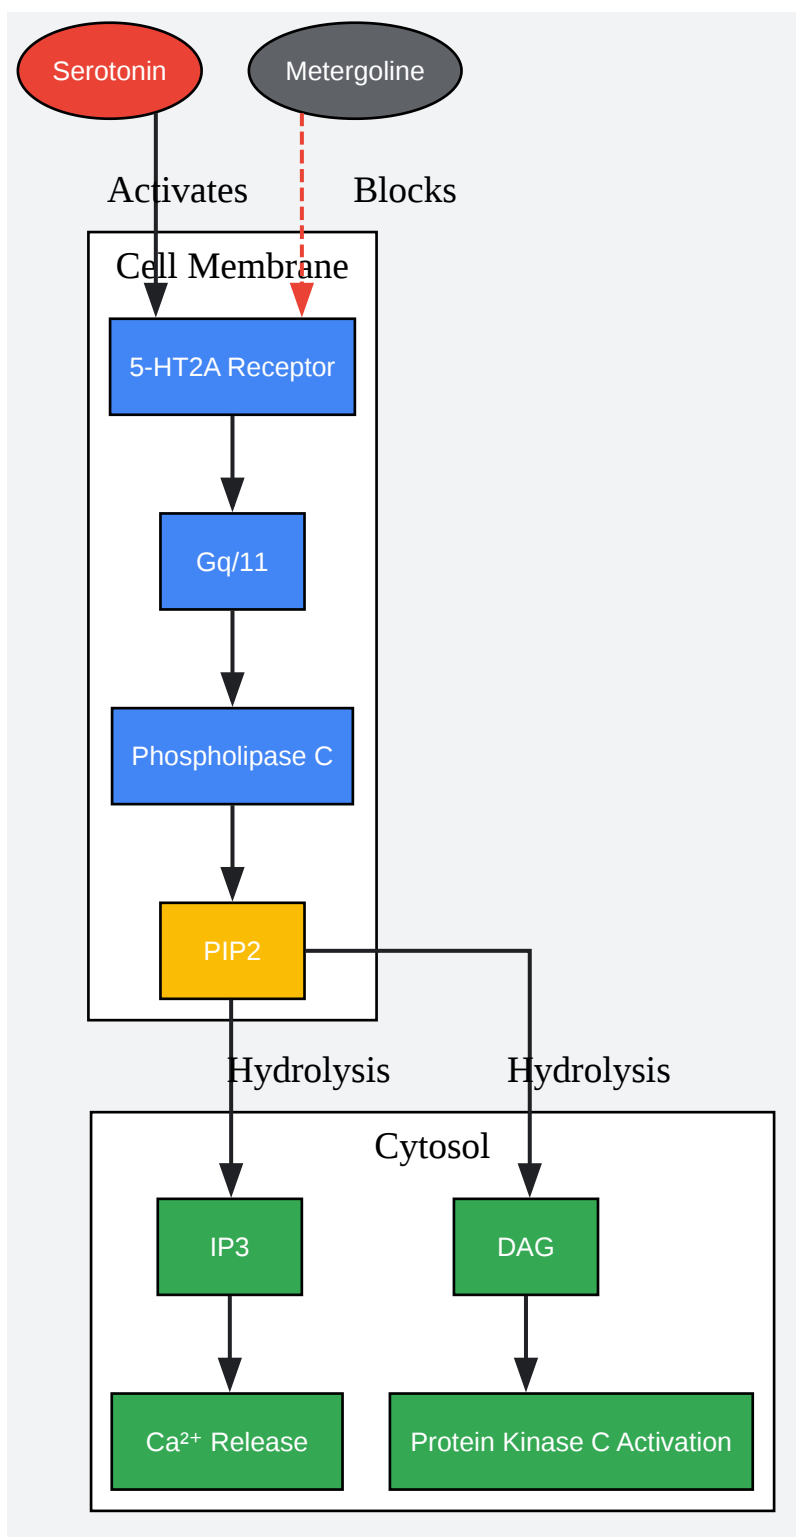 Serotonin
Metergoline
Activates
Blocks
Cell Membrane
5-HT2A Receptor
Gq/11
Phospholipase C
PIP2
Hydrolysis
Hydrolysis
Cytosol
IP3
DAG
Ca²⁺ Release
Protein Kinase C Activation